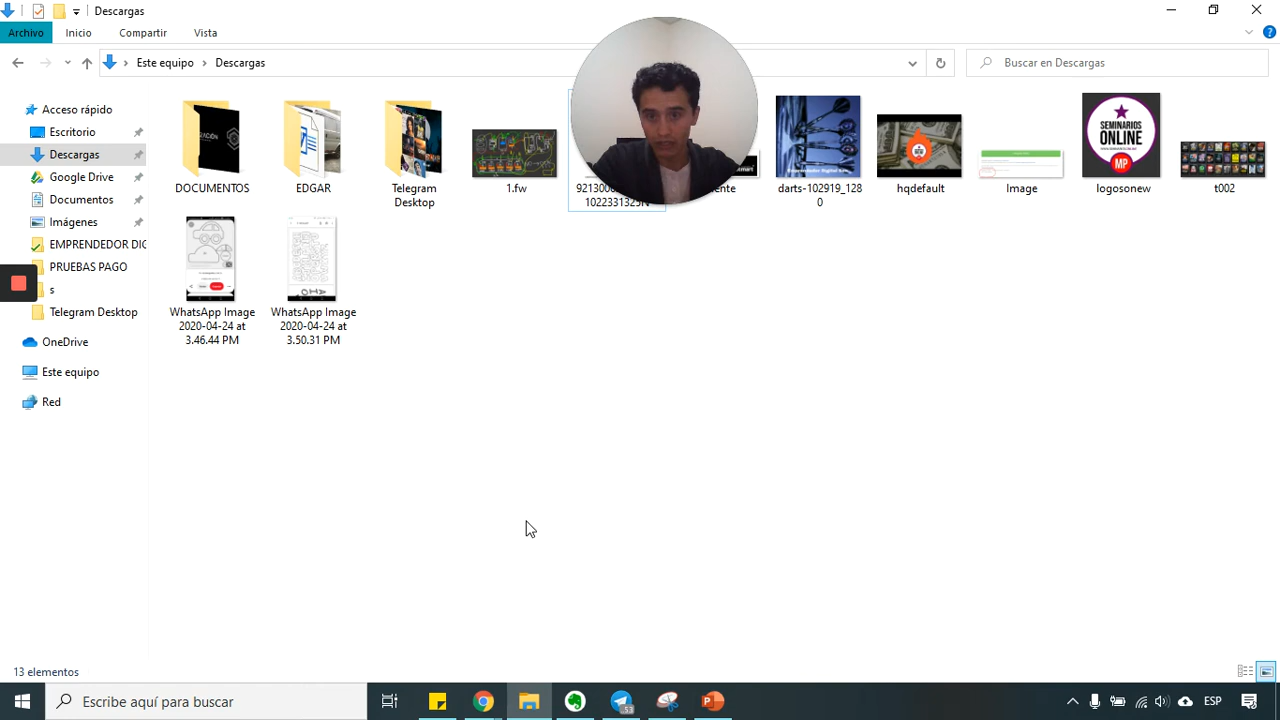 Descargas
Archivo Inicio Compartir Vista
Este equipo Descargas
Buscar en Descargas
Acceso rápido
Escritorio
Descargas
Google Drive
Documentos
Imágenes
EMPRENDEDOR DIC
PRUEBAS PAGO
s
Telegram Desktop
OneDrive
Este equipo
Red
DOCUMENTOS
EDGAR
Telegram
Desktop
1.fw
darts-102919_128
0
hqdefault
Image
SEMINARIOS
ONLINE
MP
logosonew
t002
WhatsApp Image
2020-04-24 at
3.46.44 PM
WhatsApp Image
2020-04-24 at
3.50.31 PM
13 elementos
Escribe aquí para buscar
53
ESP